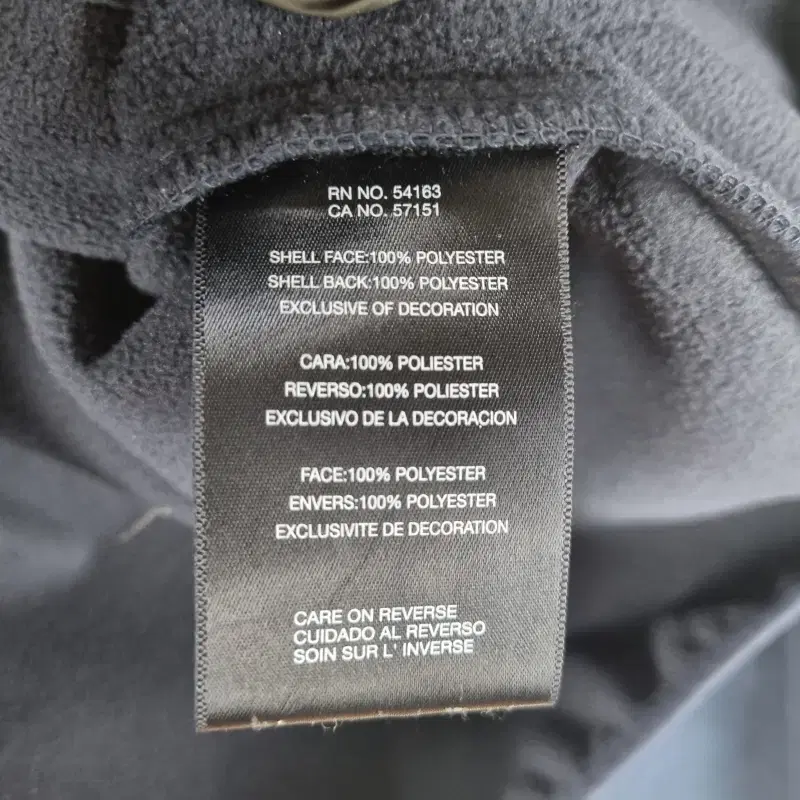 RN NO. 54163
CA NO. 57151
SHELL FACE:100% POLYESTER
SHELL BACK:100% POLYESTER
EXCLUSIVE OF DECORATION
CARA:100% POLIESTER
REVERSO:100% POLIESTER
EXCLUSIVO DE LA DECORAÇION
FACE:100% POLYESTER
ENVERS:100% POLYESTER
EXCLUSIVITE DE DECORATION
CARE ON REVERSE
CUIDADO AL REVERSO
SOIN SUR L' INVERSE